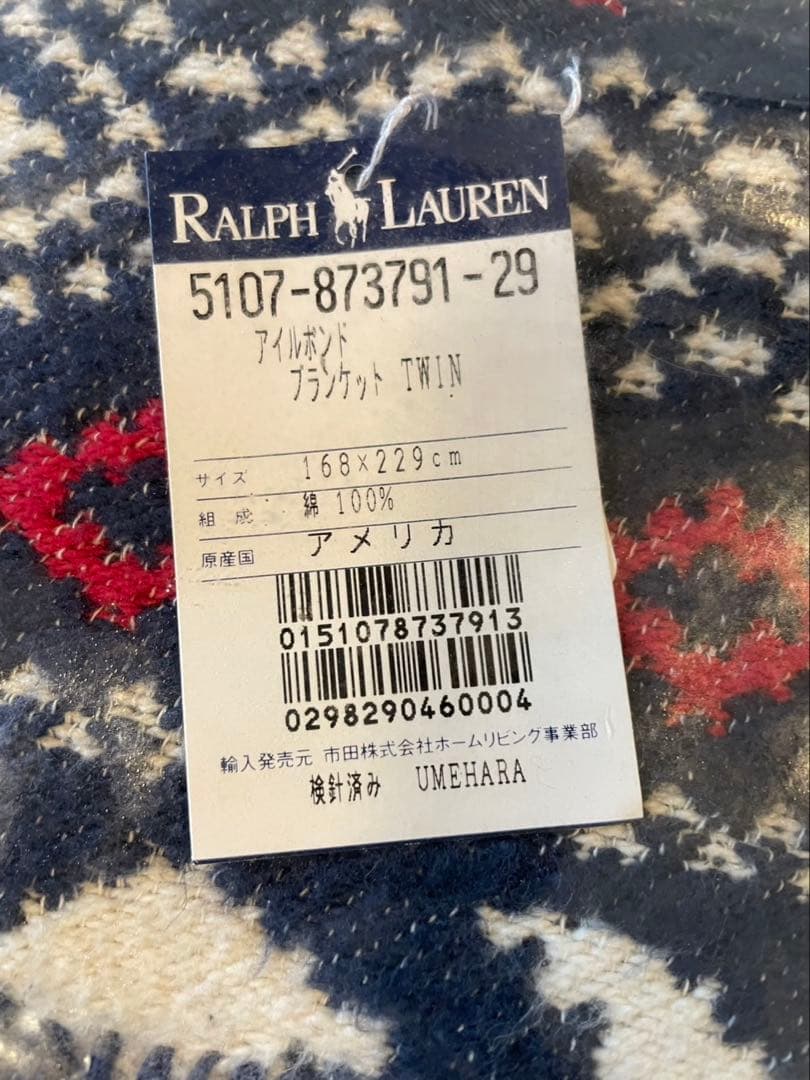 RALPH LAUREN
5107-873791-29
アイルボンド
ブランケット TWIN
サイズ 168×229cm
組成 綿 100%
原産国 アメリカ
0151078737913
0298290460004
輸入発売元 市田株式会社ホームリビング事業部
検針済み UMEHARA